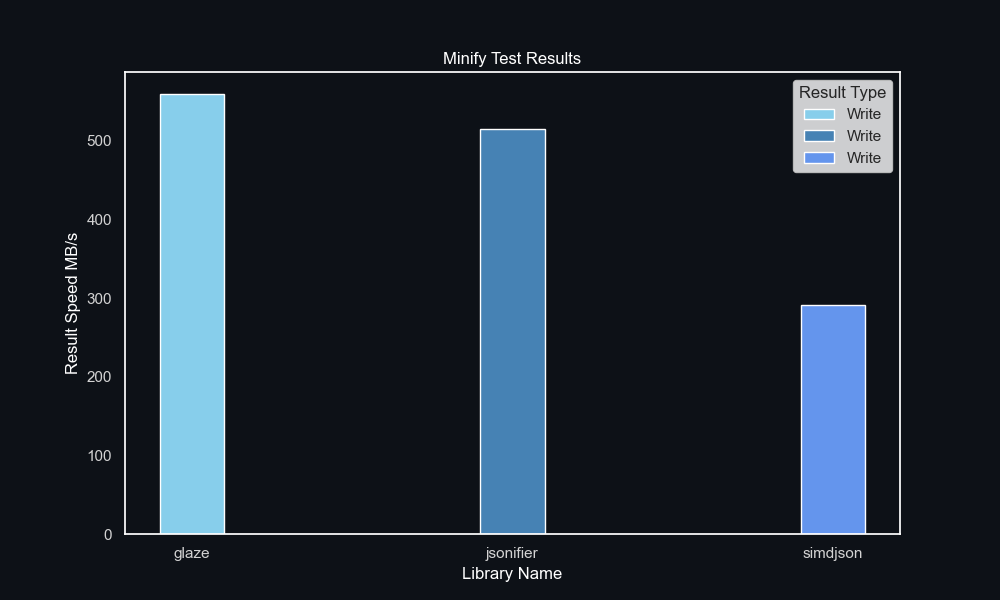 Minify Test Results
Result Type
Write
Write
Write
Result Speed MB/s
500
400
300
200
100
0
glaze
jsonifier
simdjson
Library Name